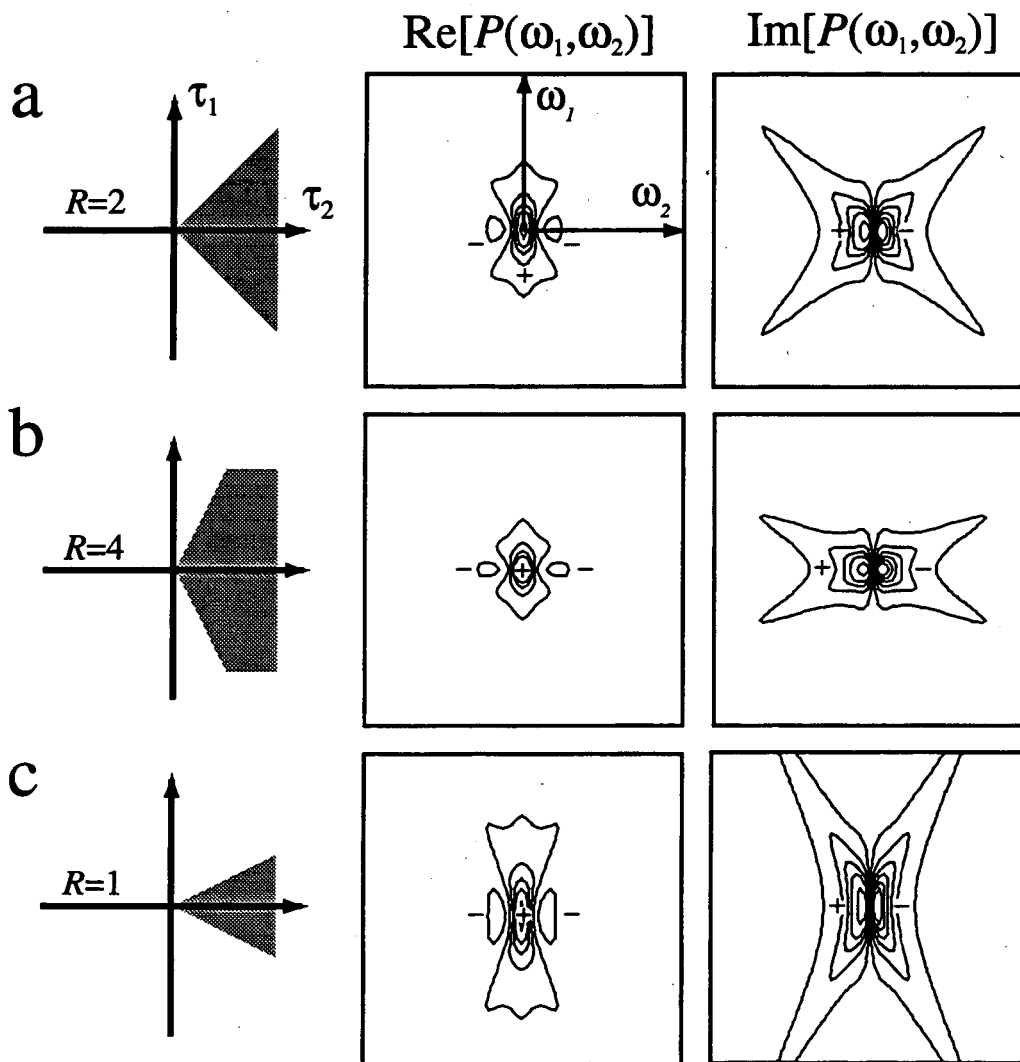 Re[P(ω₁,ω₂)] Im[P(ω₁,ω₂)]
a
τ₁
R=2
τ₂
ω₁
ω₂
− + −
+ −
b
R=4
− + −
+ −
c
R=1
− + −
+ −